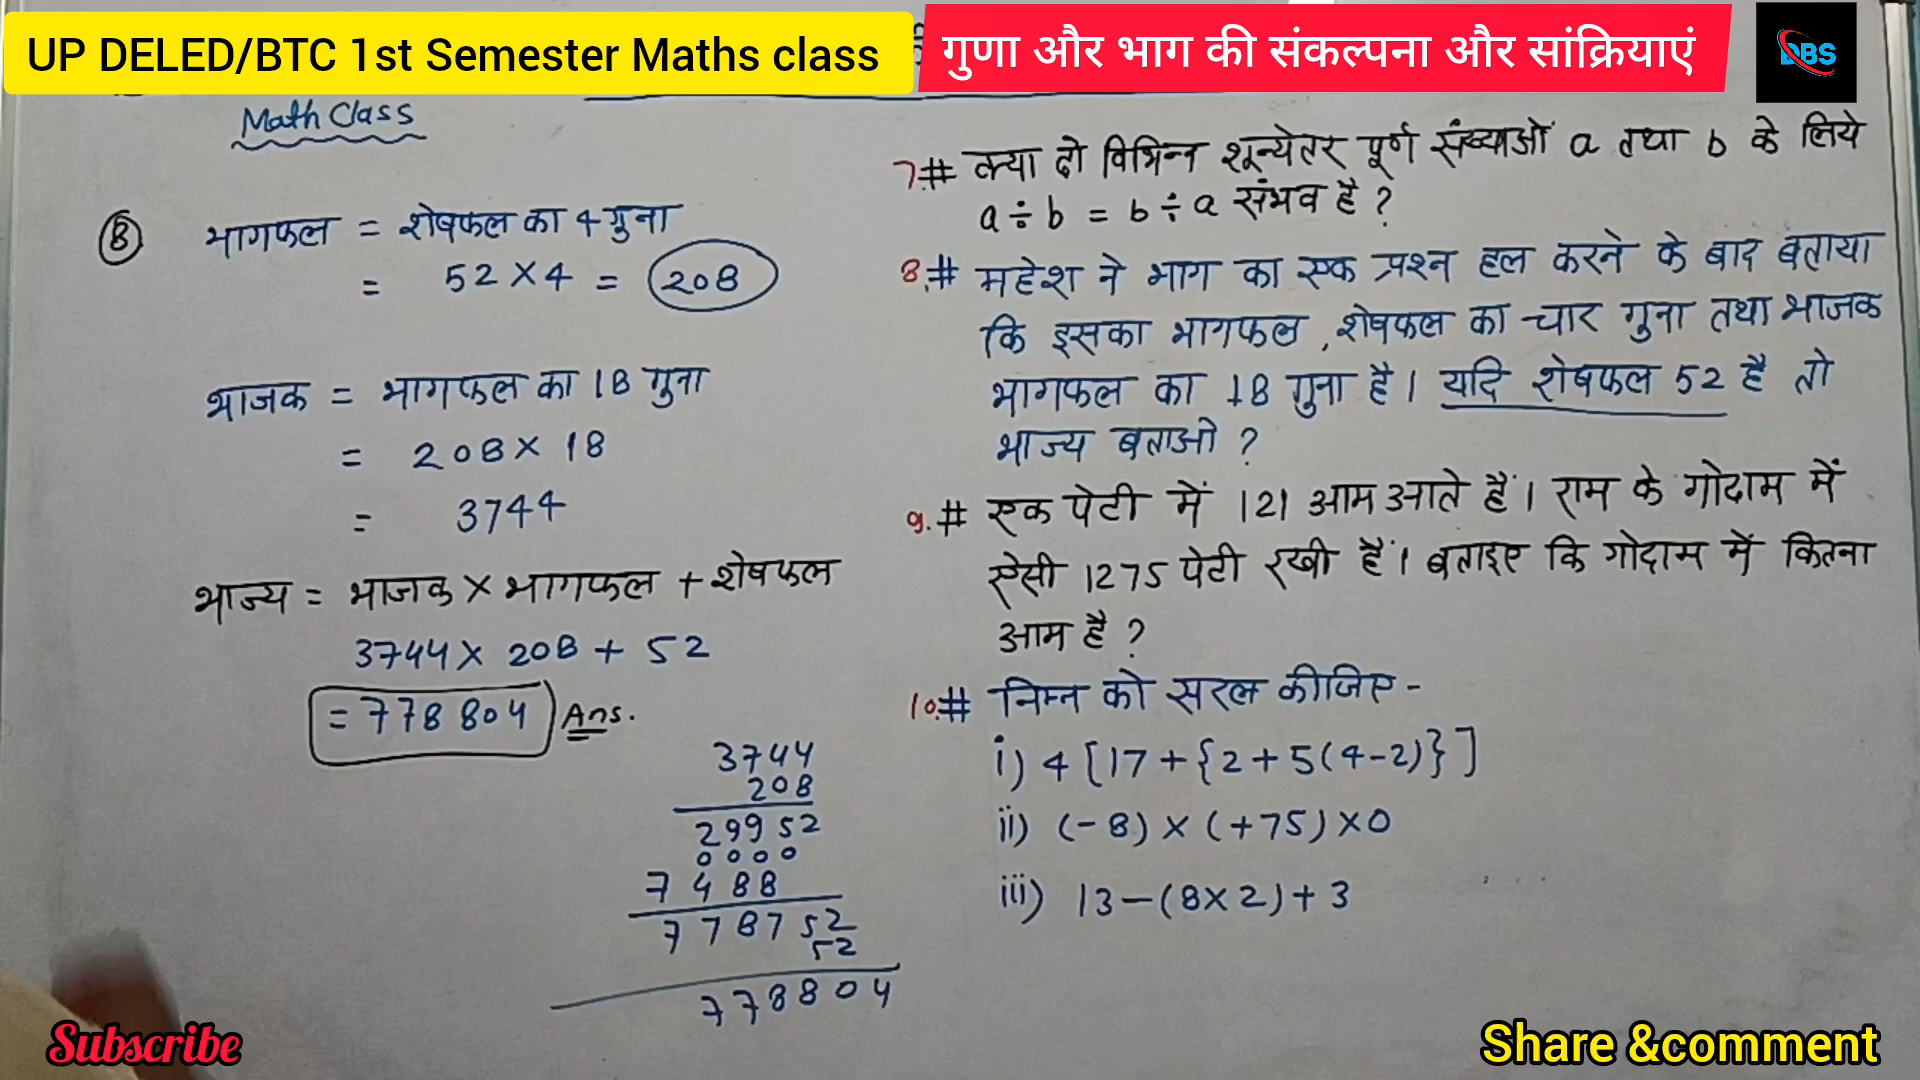 UP DELED/BTC 1st Semester Maths class
गुणा और भाग की संकल्पना और सांक्रियाएं
DBS
Math Class
8 भागफल = शेषफल का 4 गुना
= 52 × 4 = 208
भाजक = भागफल का 18 गुना
= 208 × 18
= 3744
भाज्य = भाजक × भागफल + शेषफल
3744 × 208 + 52
= 778804 Ans.
3744
208
29952
0000
7488
778752
52
778804
7.# क्या दो विभिन्न शून्येतर पूर्ण संख्याओं a तथा b के लिये
a ÷ b = b ÷ a संभव है ?
8.# महेश ने भाग का एक प्रश्न हल करने के बाद बताया
कि इसका भागफल, शेषफल का चार गुना तथा भाजक
भागफल का 18 गुना है। यदि शेषफल 52 है तो
भाज्य बताओ ?
9.# एक पेटी में 121 आम आते हैं। राम के गोदाम में
ऐसी 1275 पेटी रखी हैं। बताइए कि गोदाम में कितना
आम है ?
10.# निम्न को सरल कीजिए -
i) 4 [17 + {2 + 5(4-2)}]
ii) (-8) × (+75) × 0
iii) 13 - (8×2) + 3
Subscribe
Share &comment